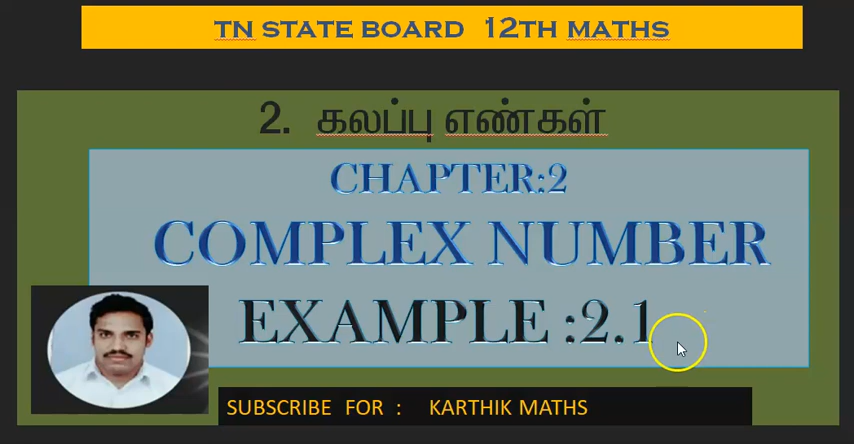 TN STATE BOARD 12TH MATHS
2. கலப்பு எண்கள்
CHAPTER:2
COMPLEX NUMBER
EXAMPLE :2.1
SUBSCRIBE FOR : KARTHIK MATHS